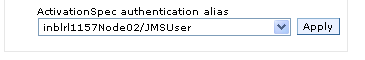 ActivationSpec authentication alias
inblrl1157Node02/JMSUser
Apply